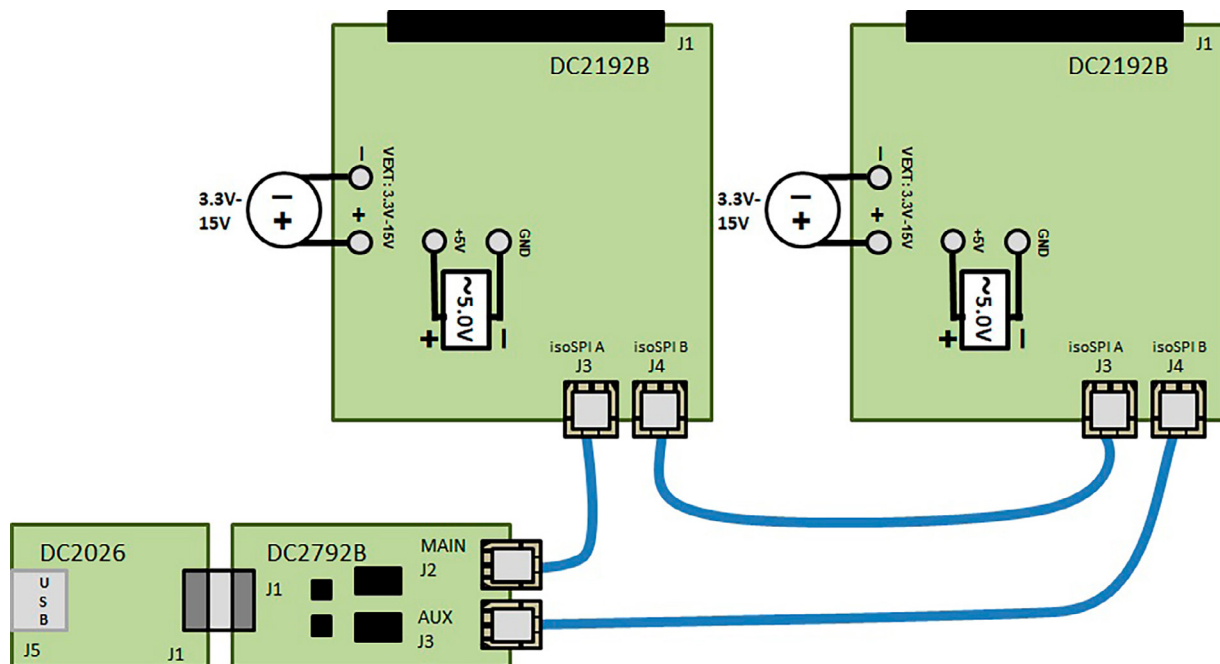 J1
DC2192B
−
VEXT: 3.3V-15V
+
3.3V-
15V
−
+
+5V
GND
~5.0V
+
−
isoSPI A
J3
isoSPI B
J4
J1
DC2192B
−
VEXT: 3.3V-15V
+
3.3V-
15V
−
+
+5V
GND
~5.0V
+
−
isoSPI A
J3
isoSPI B
J4
DC2026
U
S
B
J5
J1
DC2792B
J1
MAIN
J2
AUX
J3